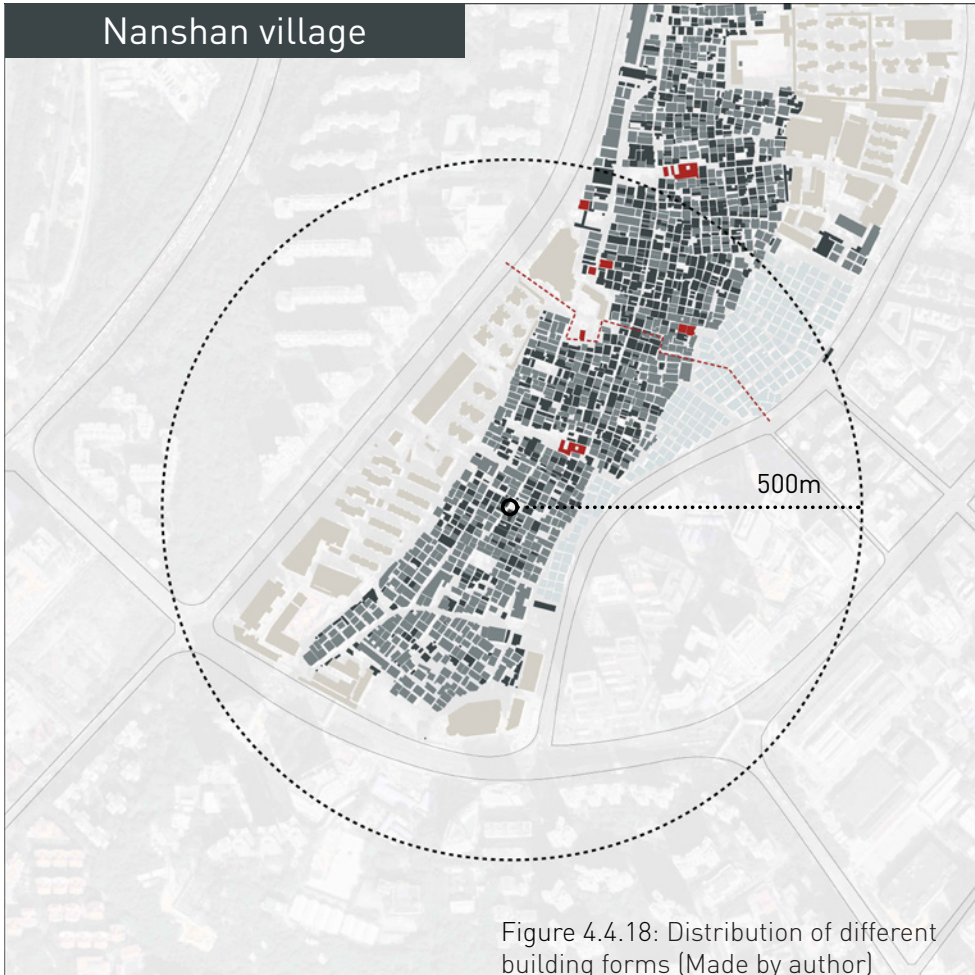 Nanshan village
500m
Figure 4.4.18: Distribution of different
building forms (Made by author)